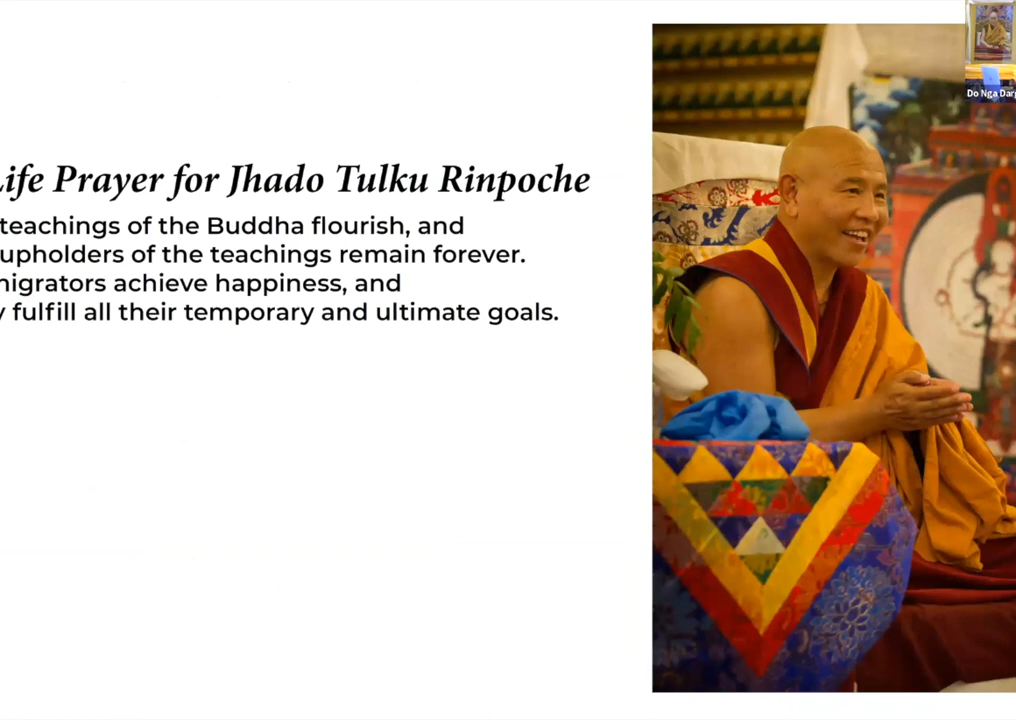 ife Prayer for Jhado Tulku Rinpoche
teachings of the Buddha flourish, and
upholders of the teachings remain forever.
igrators achieve happiness, and
fulfill all their temporary and ultimate goals.
Do Nga Dar